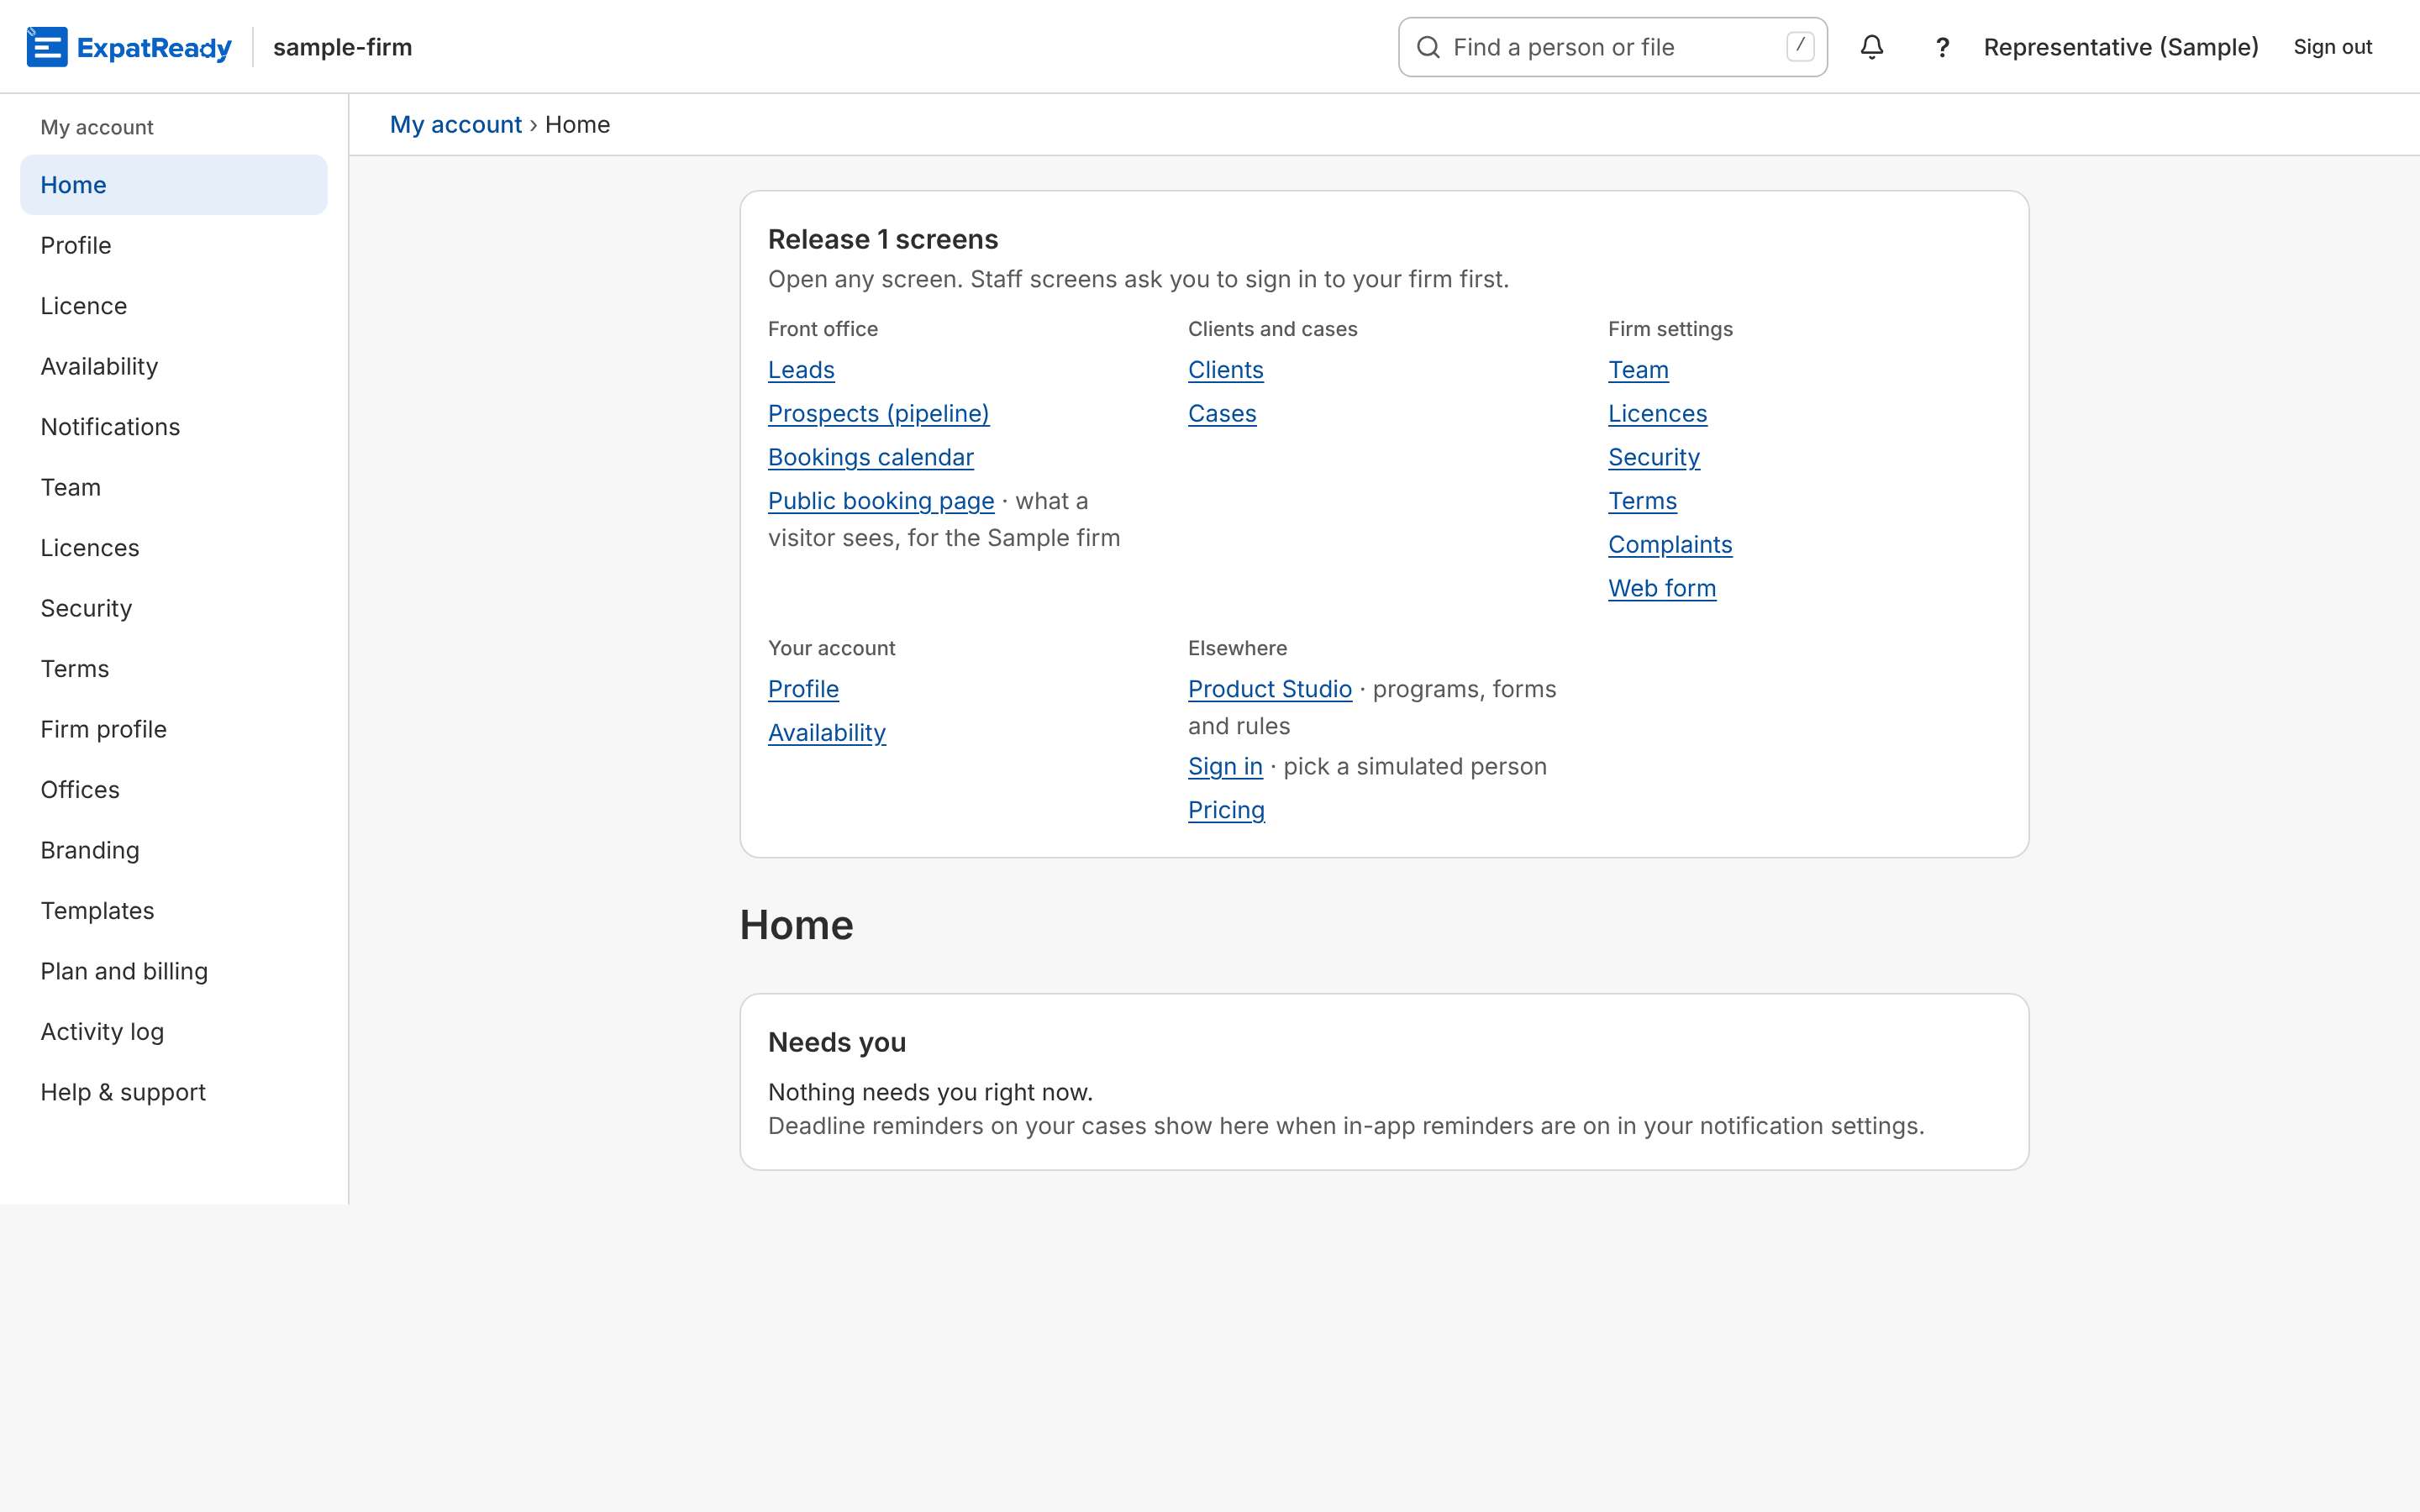 ExpatReady
sample-firm
Find a person or file
/
?
Representative (Sample)
Sign out
My account
Home
Profile
Licence
Availability
Notifications
Team
Licences
Security
Terms
Firm profile
Offices
Branding
Templates
Plan and billing
Activity log
Help & support
My account › Home
Release 1 screens
Open any screen. Staff screens ask you to sign in to your firm first.
Front office
Leads
Prospects (pipeline)
Bookings calendar
Public booking page · what a
visitor sees, for the Sample firm
Clients and cases
Clients
Cases
Firm settings
Team
Licences
Security
Terms
Complaints
Web form
Your account
Profile
Availability
Elsewhere
Product Studio · programs, forms
and rules
Sign in · pick a simulated person
Pricing
Home
Needs you
Nothing needs you right now.
Deadline reminders on your cases show here when in-app reminders are on in your notification settings.